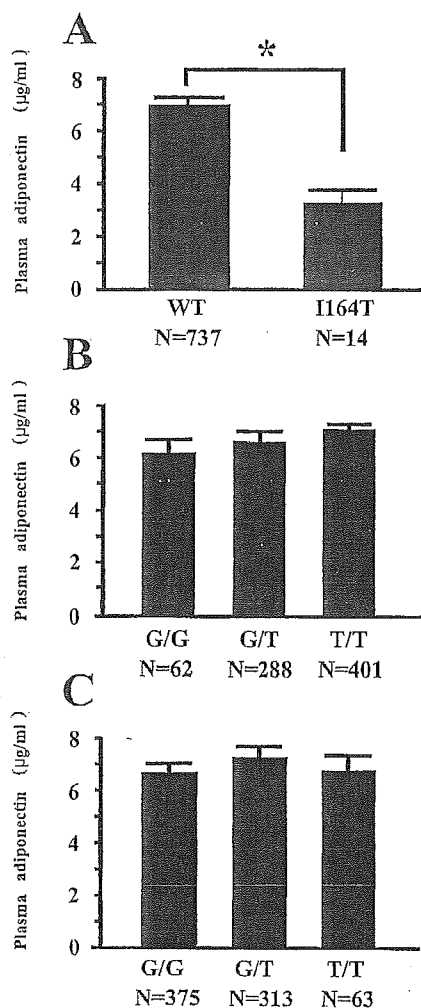 A
*
Plasma adiponectin (μg/ml)
8
6
4
2
0
WT I164T
N=737 N=14
B
Plasma adiponectin (μg/ml)
8
6
4
2
0
G/G G/T T/T
N=62 N=288 N=401
C
Plasma adiponectin (μg/ml)
8
6
4
2
0
G/G G/T T/T
N=375 N=313 N=63